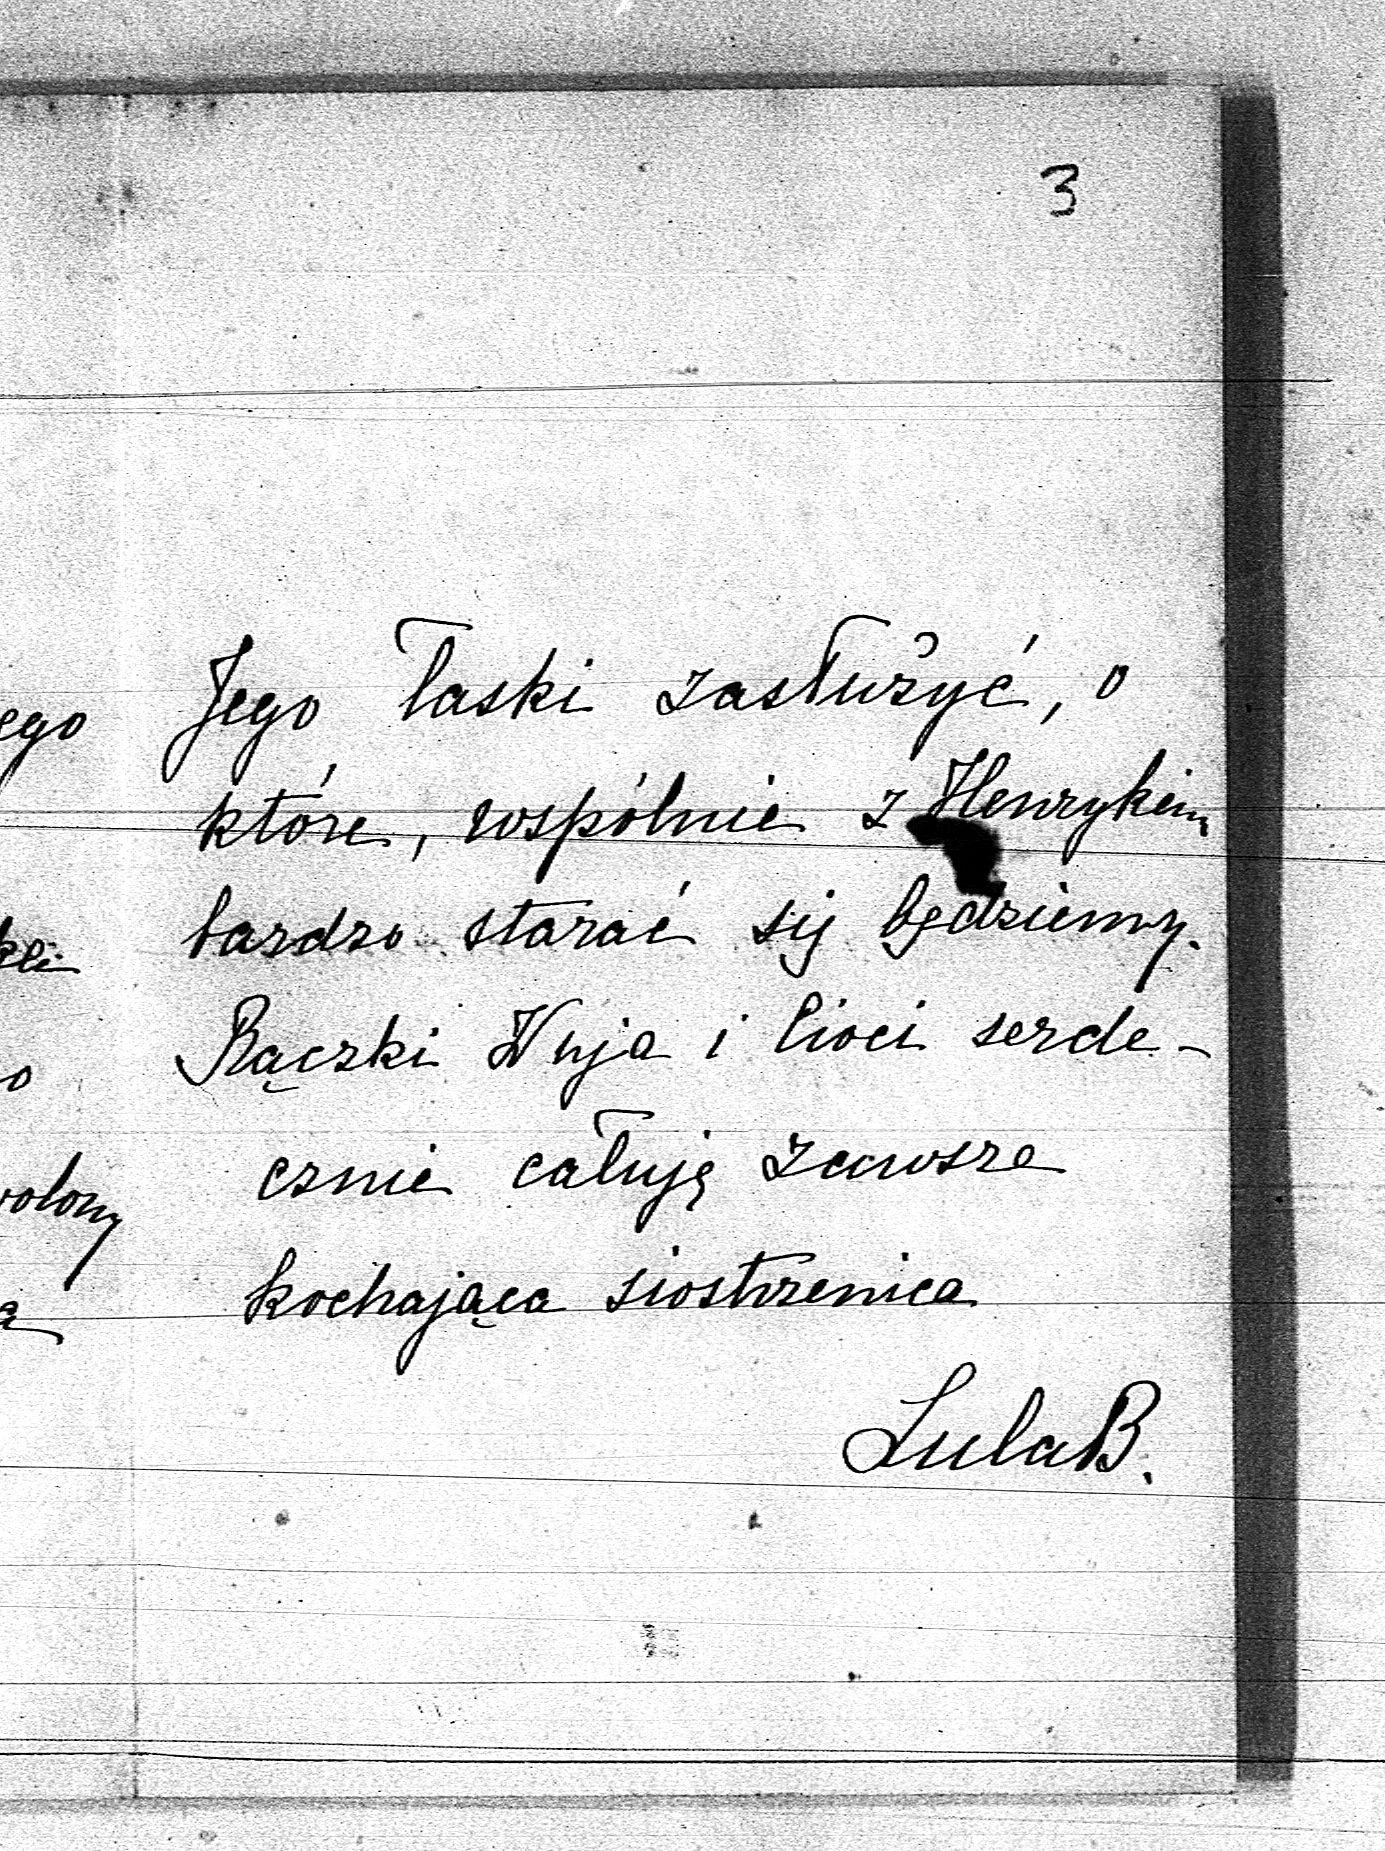 3
Jego łaski zasłużyć, o
które, wspólnie z Henrykiem
bardzo starać się będziemy.
Rączki Wuja i Cioci serde-
cznie całuję zawsze
kochająca siostrzenica
Lula B.